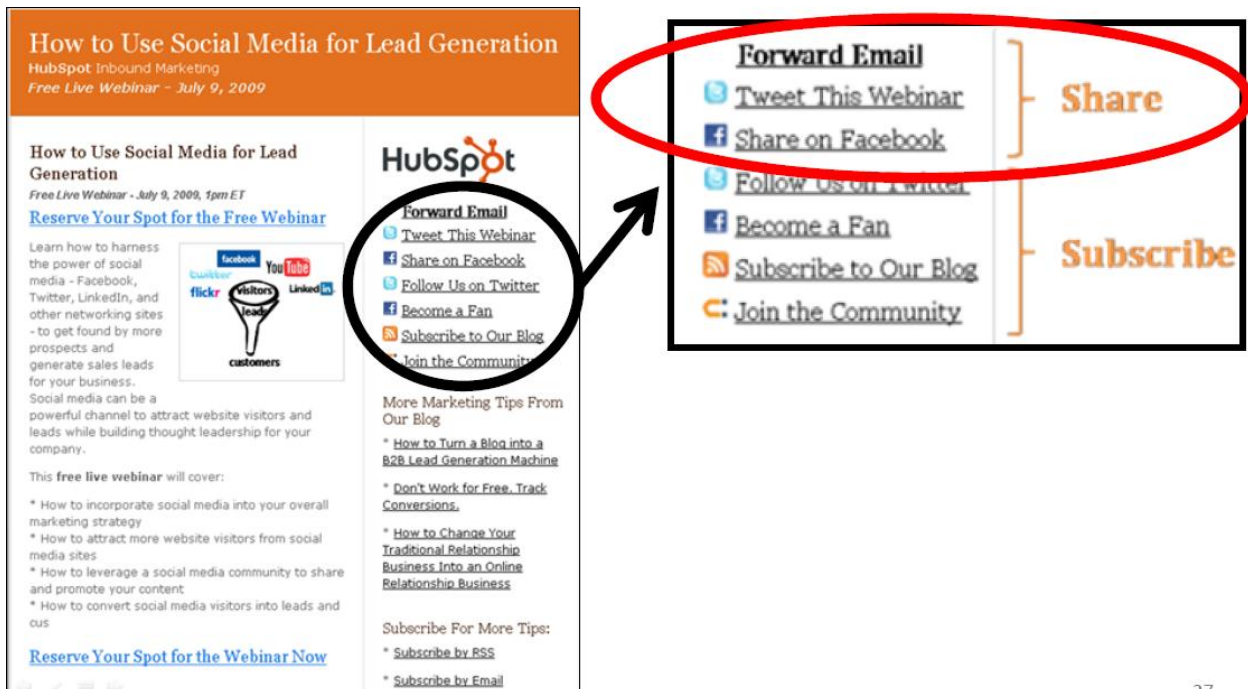 How to Use Social Media for Lead Generation
HubSpot Inbound Marketing
Free Live Webinar - July 9, 2009
How to Use Social Media for Lead
Generation
Free Live Webinar - July 9, 2009, 1pm ET
Reserve Your Spot for the Free Webinar
Learn how to harness
the power of social
media - Facebook,
Twitter, LinkedIn, and
other networking sites
- to get found by more
prospects and
generate sales leads
for your business.
Social media can be a
powerful channel to attract website visitors and
leads while building thought leadership for your
company.
facebook
twitter
YouTube
flickr
visitors
LinkedIn
leads
customers
This free live webinar will cover:
* How to incorporate social media into your overall
marketing strategy
* How to attract more website visitors from social
media sites
* How to leverage a social media community to share
and promote your content
* How to convert social media visitors into leads and
cus
Reserve Your Spot for the Webinar Now
HubSpot
Forward Email
Tweet This Webinar
Share on Facebook
Follow Us on Twitter
Become a Fan
Subscribe to Our Blog
Join the Community
More Marketing Tips From
Our Blog
* How to Turn a Blog into a
B2B Lead Generation Machine
* Don't Work for Free. Track
Conversions.
* How to Change Your
Traditional Relationship
Business Into an Online
Relationship Business
Subscribe For More Tips:
* Subscribe by RSS
* Subscribe by Email
Forward Email
Tweet This Webinar
Share on Facebook
Share
Follow Us on Twitter
Become a Fan
Subscribe to Our Blog
Join the Community
Subscribe